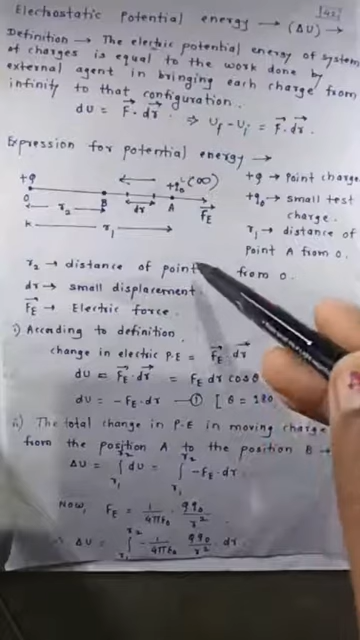 Electrostatic Potential energy → (ΔU) →
Definition → The electric potential energy of system
of charges is equal to the work done by
external agent in bringing each charge from
infinity to that configuration.
dU = F⃗. dr⃗ ⇒ Uf - Ui = F⃗. dr⃗.
Expression for potential energy →
+q +q₀ (∞)
O B dr A F⃗E
r₂
r₁
+q → Point charge
+q₀ → small test
charge.
r₁ → distance of
Point A from O.
r₂ → distance of point from O.
dr → small displacement.
F⃗E → Electric force.
i) According to definition,
change in electric P.E = F⃗E. dr⃗
dU = F⃗E. dr⃗ = FE dr cosθ
dU = -FE. dr — ① [θ = 180
ii) The total change in P.E in moving charge
from the position A to the position B →
ΔU = ∫r₁^r₂ dU = ∫r₁^r₂ -FE. dr
Now, FE = 1/4πε₀ · qq₀/r².
∴ ΔU = ∫r₁^r₂ - 1/4πε₀ qq₀/r². dr